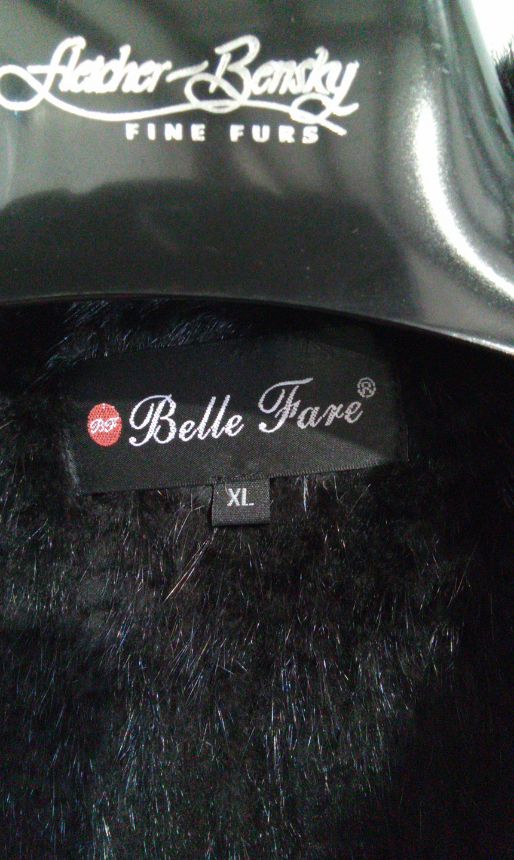 Fletcher-Bensky
FINE FURS
BF Belle Fare®
XL